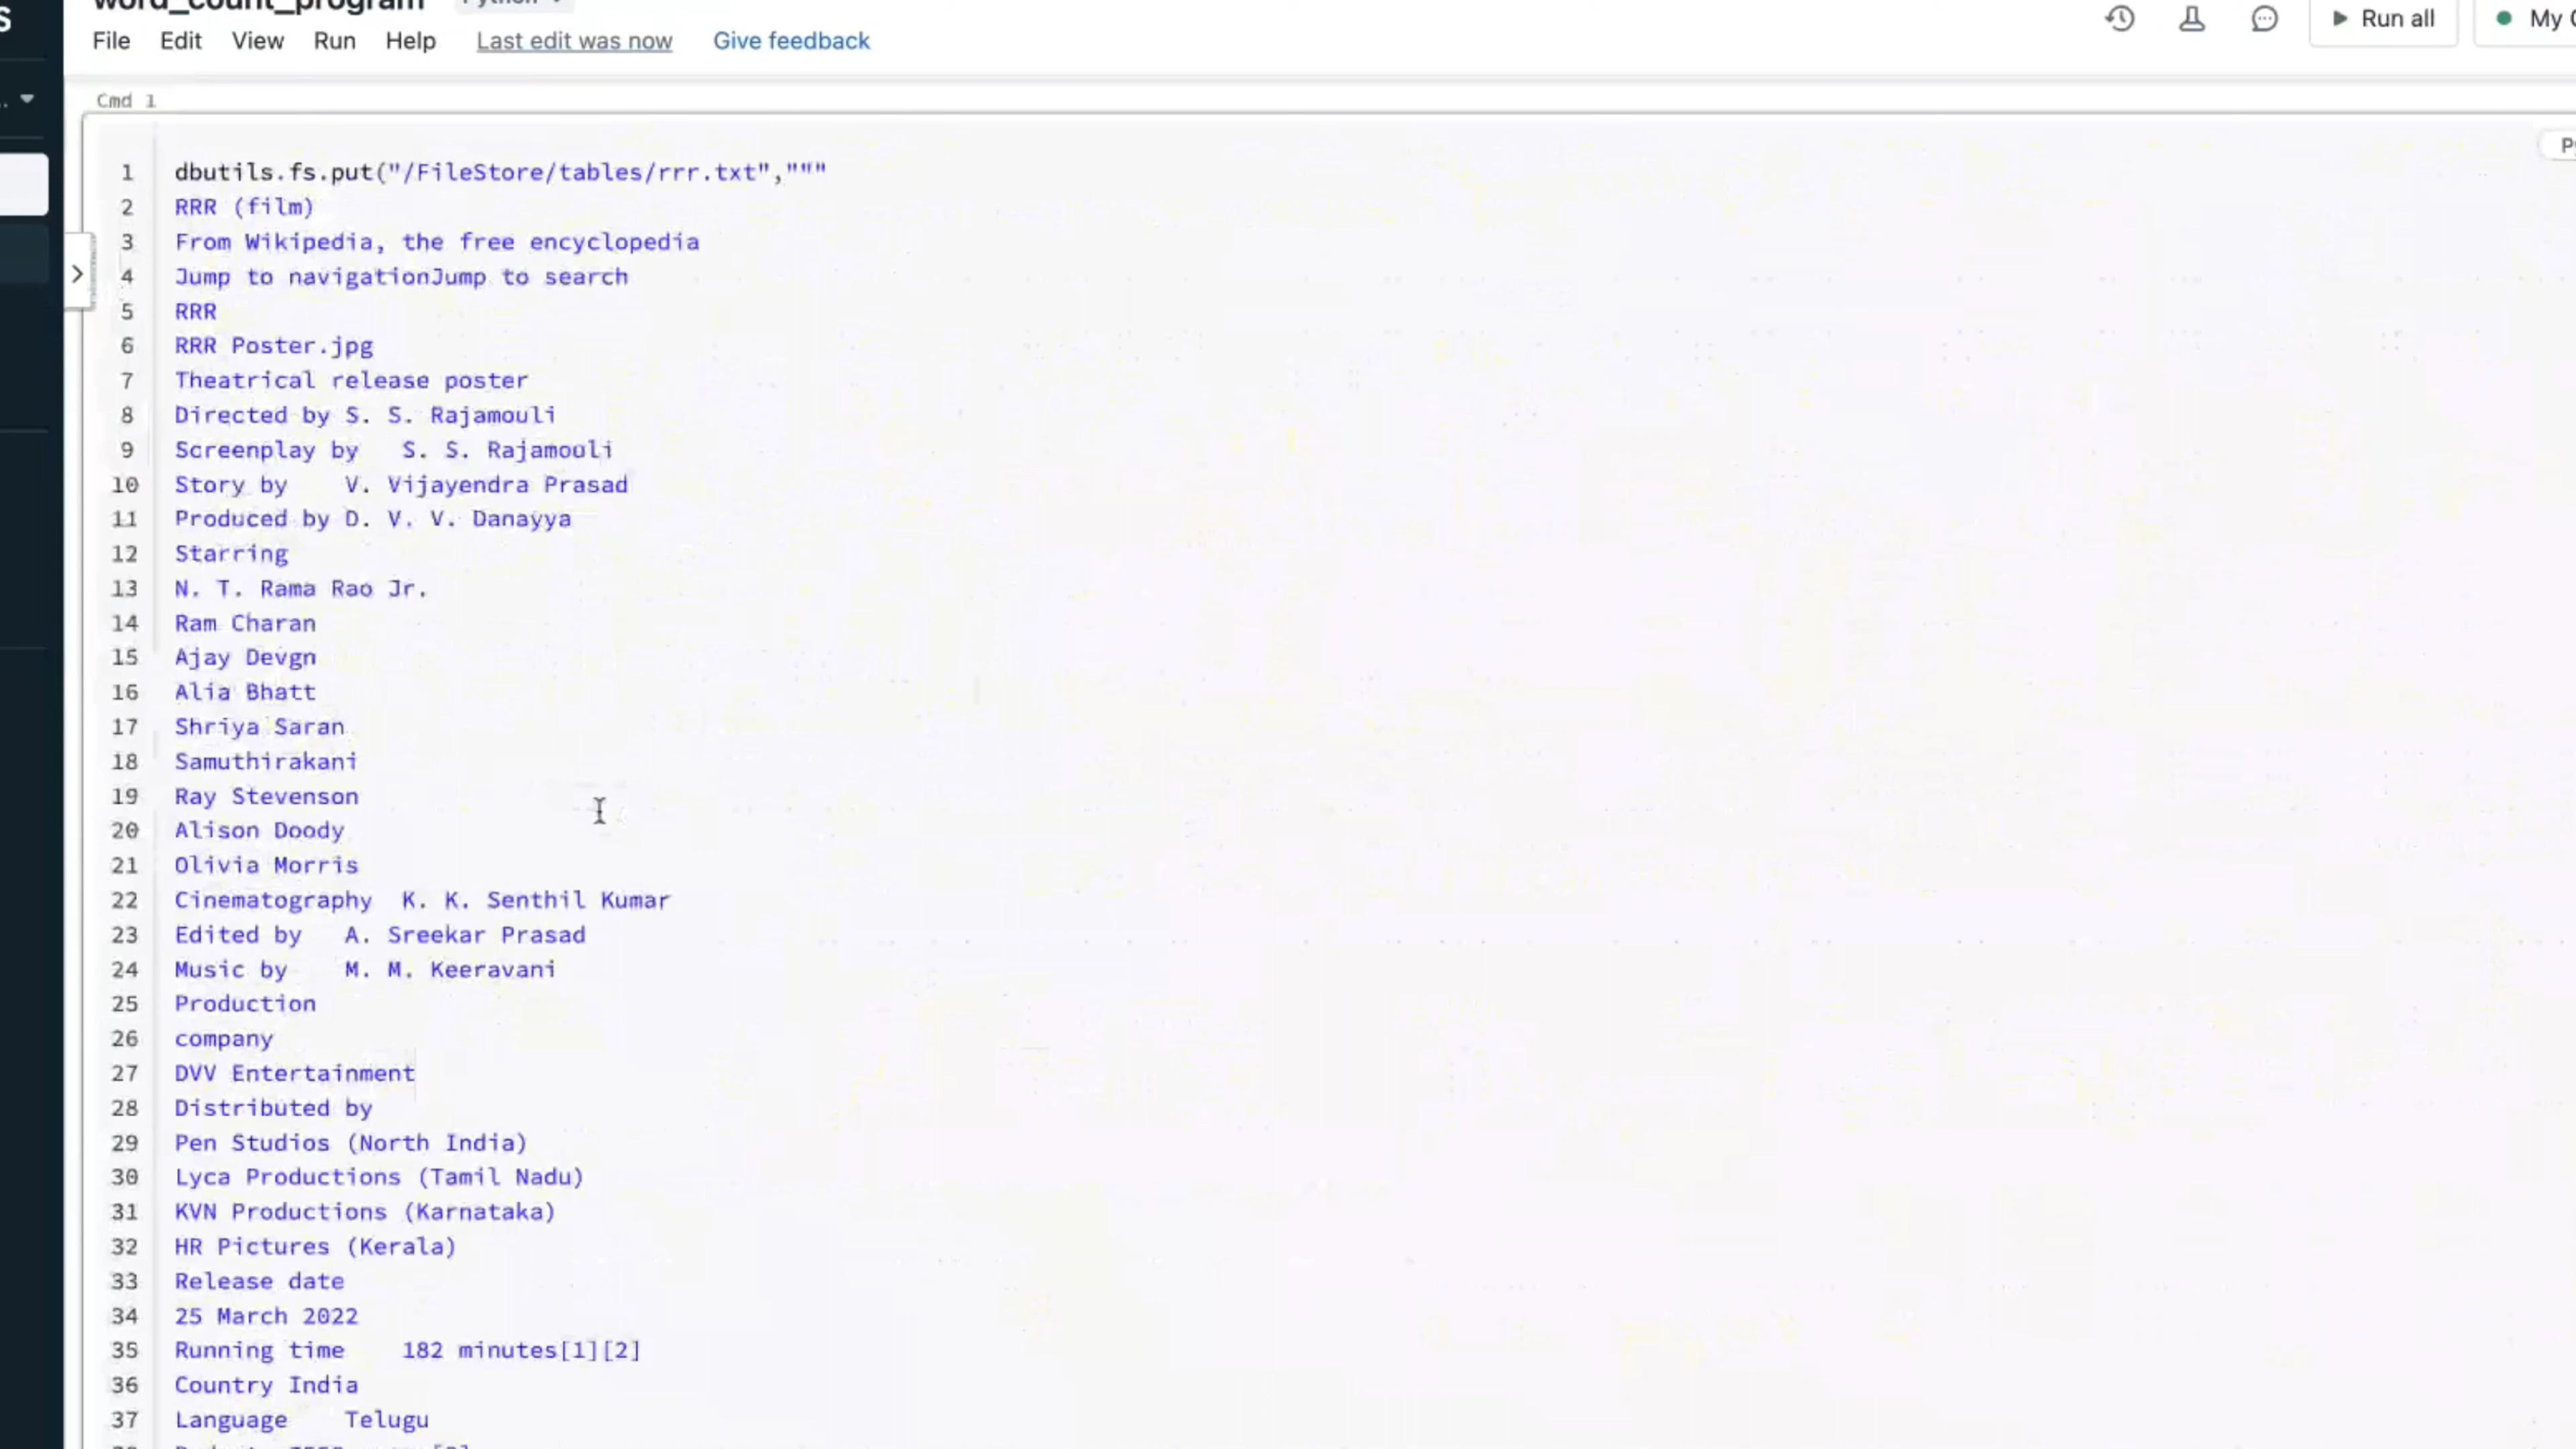 S
word_count_program Python
File Edit View Run Help Last edit was now Give feedback
Run all
My
Cmd 1
1 dbutils.fs.put("/FileStore/tables/rrr.txt","""
2 RRR (film)
3 From Wikipedia, the free encyclopedia
4 Jump to navigationJump to search
5 RRR
6 RRR Poster.jpg
7 Theatrical release poster
8 Directed by S. S. Rajamouli
9 Screenplay by   S. S. Rajamouli
10 Story by    V. Vijayendra Prasad
11 Produced by D. V. V. Danayya
12 Starring
13 N. T. Rama Rao Jr.
14 Ram Charan
15 Ajay Devgn
16 Alia Bhatt
17 Shriya Saran
18 Samuthirakani
19 Ray Stevenson
20 Alison Doody
21 Olivia Morris
22 Cinematography  K. K. Senthil Kumar
23 Edited by   A. Sreekar Prasad
24 Music by    M. M. Keeravani
25 Production
26 company
27 DVV Entertainment
28 Distributed by
29 Pen Studios (North India)
30 Lyca Productions (Tamil Nadu)
31 KVN Productions (Karnataka)
32 HR Pictures (Kerala)
33 Release date
34 25 March 2022
35 Running time    182 minutes[1][2]
36 Country India
37 Language    Telugu